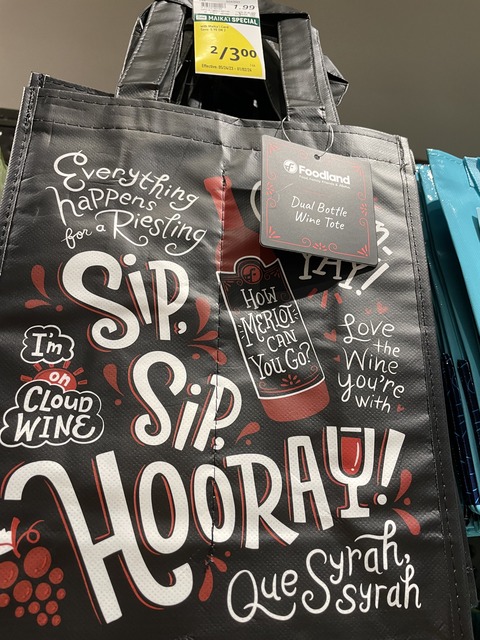 1.99
MAIKA'I SPECIAL
2/3.00
Foodland
Dual Bottle
Wine Tote
Everything
happens
for a Riesling
YAY!
Sip,
Sip,
HOORAY!
HOW
MERLOT
CAN
YOU GO?
Love
the
Wine
you're
with
I'm
on
CLOUD
WINE
Que Syrah,
syrah